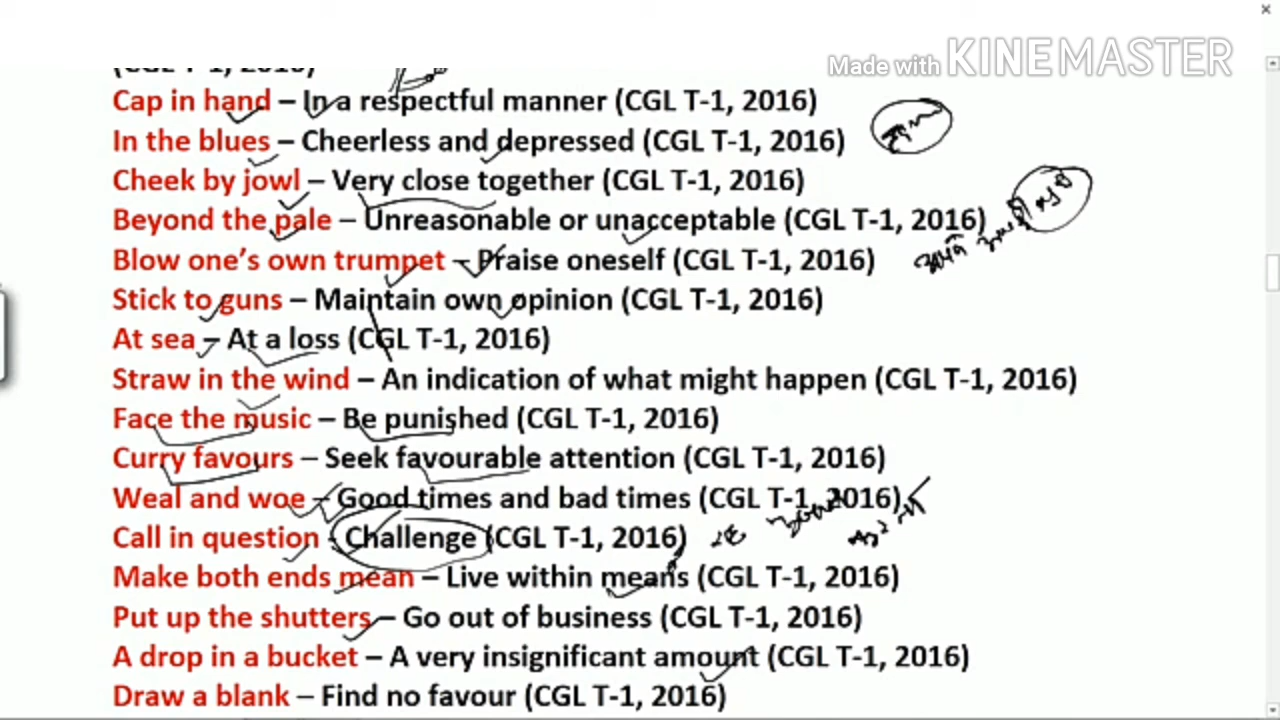 Made with KINEMASTER
(CGL T-1, 2016)
Cap in hand – In a respectful manner (CGL T-1, 2016)
In the blues – Cheerless and depressed (CGL T-1, 2016)
Cheek by jowl – Very close together (CGL T-1, 2016)
Beyond the pale – Unreasonable or unacceptable (CGL T-1, 2016)
Blow one's own trumpet – Praise oneself (CGL T-1, 2016)
Stick to guns – Maintain own opinion (CGL T-1, 2016)
At sea – At a loss (CGL T-1, 2016)
Straw in the wind – An indication of what might happen (CGL T-1, 2016)
Face the music – Be punished (CGL T-1, 2016)
Curry favours – Seek favourable attention (CGL T-1, 2016)
Weal and woe – Good times and bad times (CGL T-1, 2016)
Call in question - Challenge (CGL T-1, 2016)
Make both ends mean – Live within means (CGL T-1, 2016)
Put up the shutters – Go out of business (CGL T-1, 2016)
A drop in a bucket – A very insignificant amount (CGL T-1, 2016)
Draw a blank – Find no favour (CGL T-1, 2016)